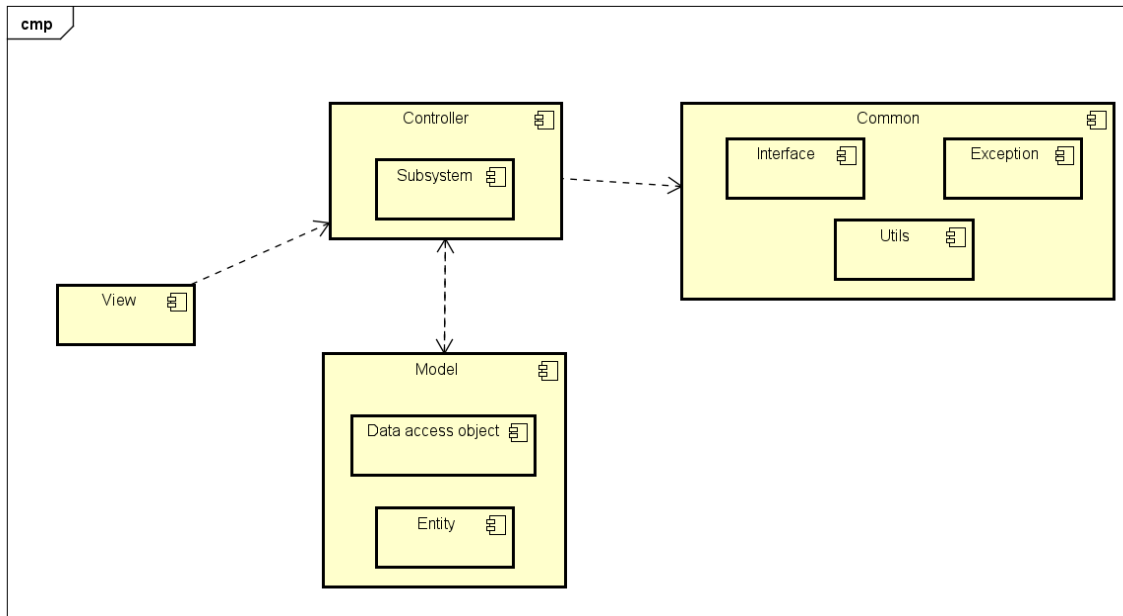 cmp
Controller
Subsystem
Common
Interface
Exception
Utils
View
Model
Data access object
Entity